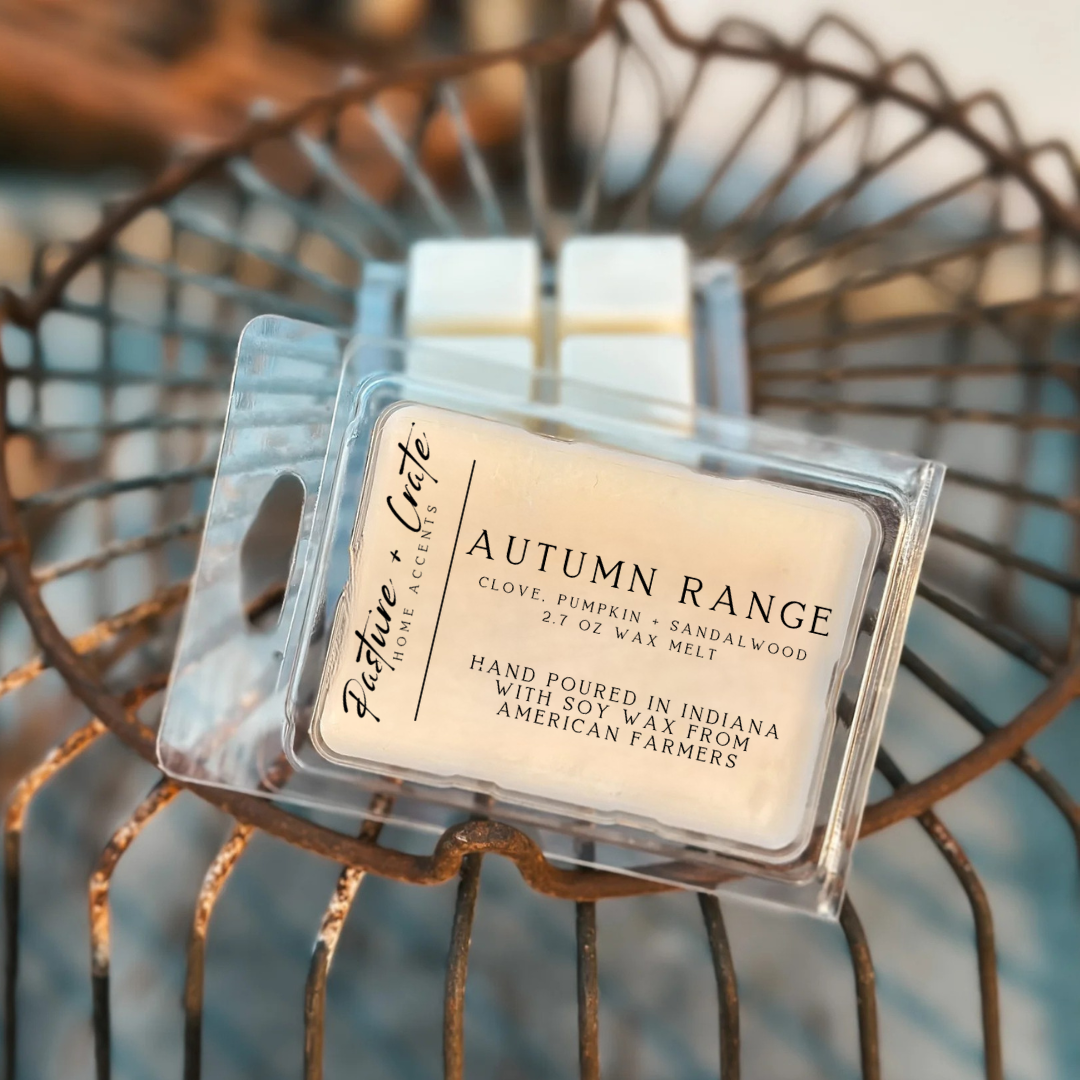 Pasture + Crate
HOME ACCENTS
AUTUMN RANGE
CLOVE, PUMPKIN + SANDALWOOD
2.7 OZ WAX MELT
HAND POURED IN INDIANA
WITH SOY WAX FROM
AMERICAN FARMERS